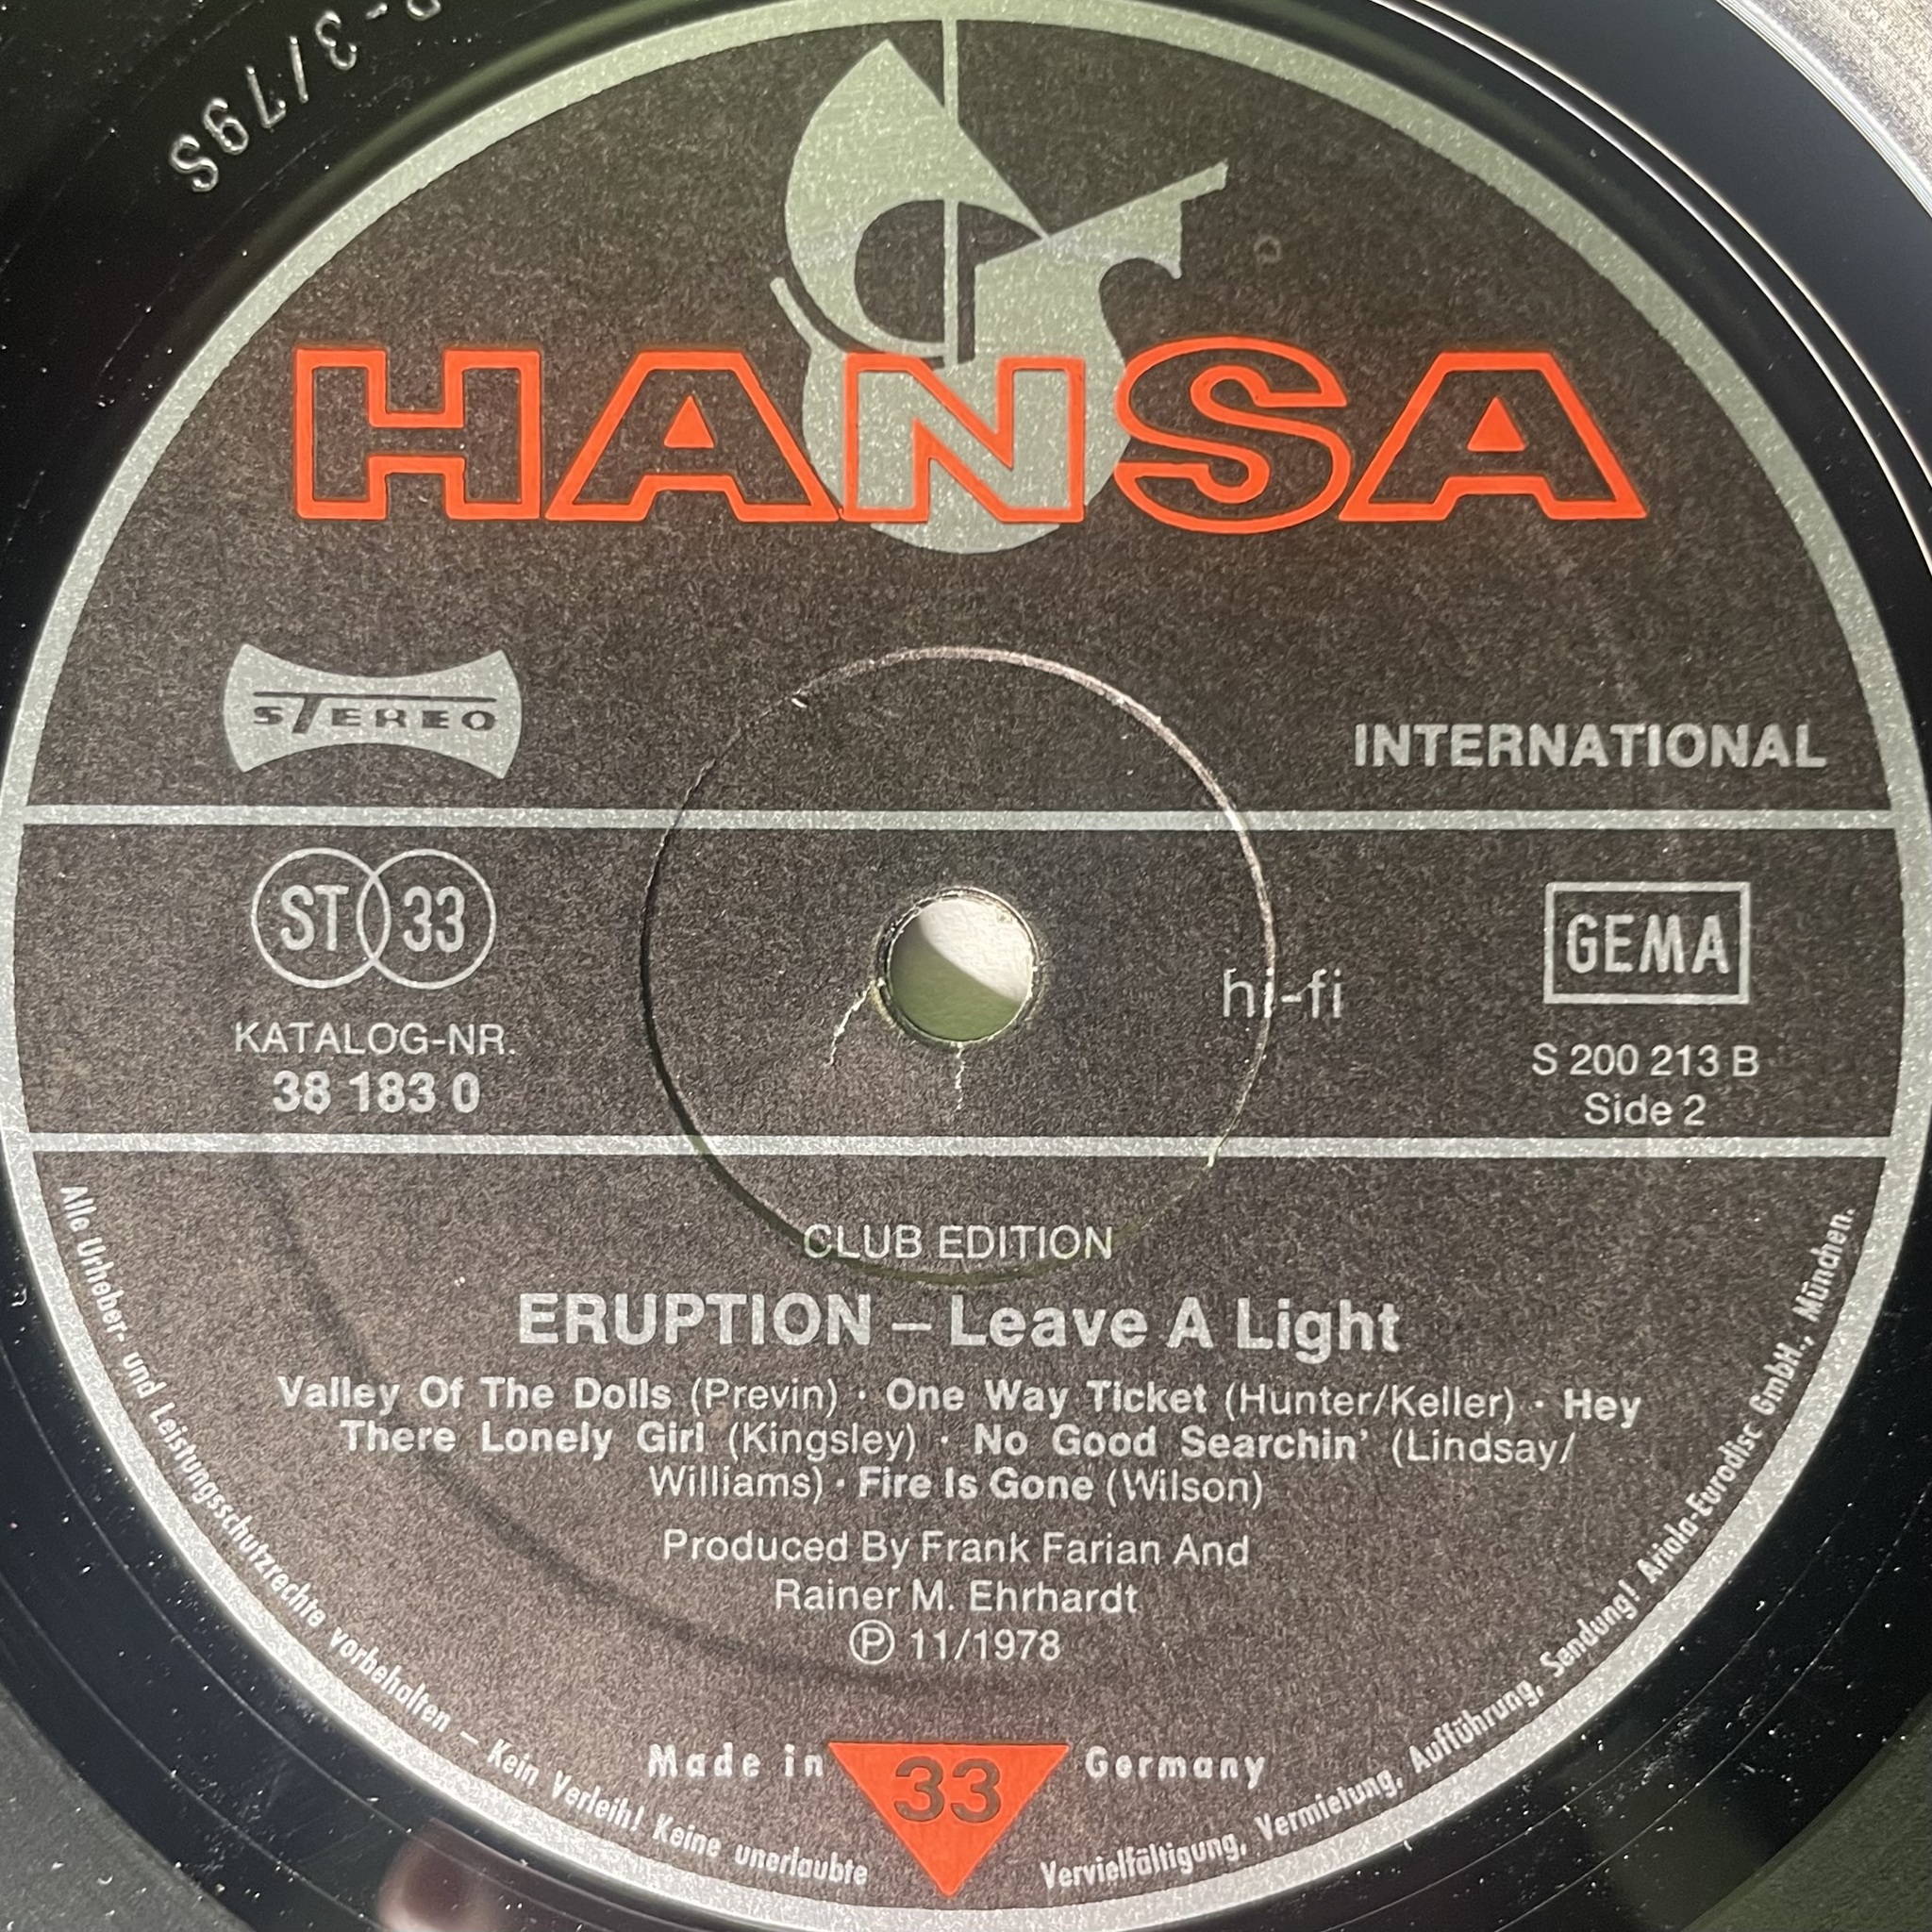 HANSA
STEREO
INTERNATIONAL
ST 33
GEMA
hi-fi
KATALOG-NR.
38 183 0
S 200 213 B
Side 2
CLUB EDITION
ERUPTION – Leave A Light
Valley Of The Dolls (Previn) · One Way Ticket (Hunter/Keller) · Hey
There Lonely Girl (Kingsley) · No Good Searchin' (Lindsay/
Williams) · Fire Is Gone (Wilson)
Produced By Frank Farian And
Rainer M. Ehrhardt
℗ 11/1978
Made in 33 Germany
Alle Urheber- und Leistungsschutzrechte vorbehalten – Kein Verleih! Keine unerlaubte Vervielfältigung, Vermietung, Aufführung, Sendung! Ariola-Eurodisc GmbH., München.